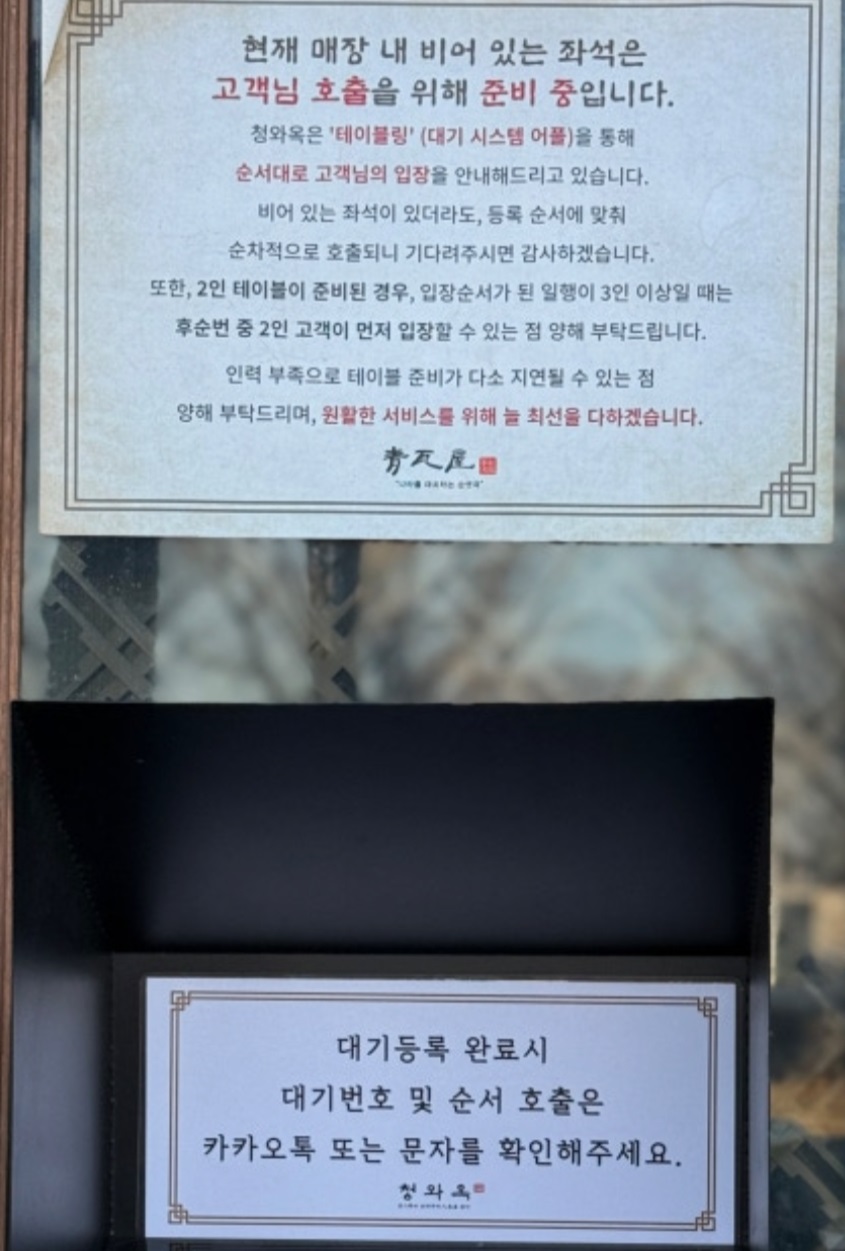 현재 매장 내 비어 있는 좌석은
고객님 호출을 위해 준비 중입니다.
청와옥은 '테이블링' (대기 시스템 어플)을 통해
순서대로 고객님의 입장을 안내해드리고 있습니다.
비어 있는 좌석이 있더라도, 등록 순서에 맞춰
순차적으로 호출되니 기다려주시면 감사하겠습니다.
또한, 2인 테이블이 준비된 경우, 입장순서가 된 일행이 3인 이상일 때는
후순번 중 2인 고객이 먼저 입장할 수 있는 점 양해 부탁드립니다.
인력 부족으로 테이블 준비가 다소 지연될 수 있는 점
양해 부탁드리며, 원활한 서비스를 위해 늘 최선을 다하겠습니다.
靑瓦屋
대기등록 완료시
대기번호 및 순서 호출은
카카오톡 또는 문자를 확인해주세요.
청와옥